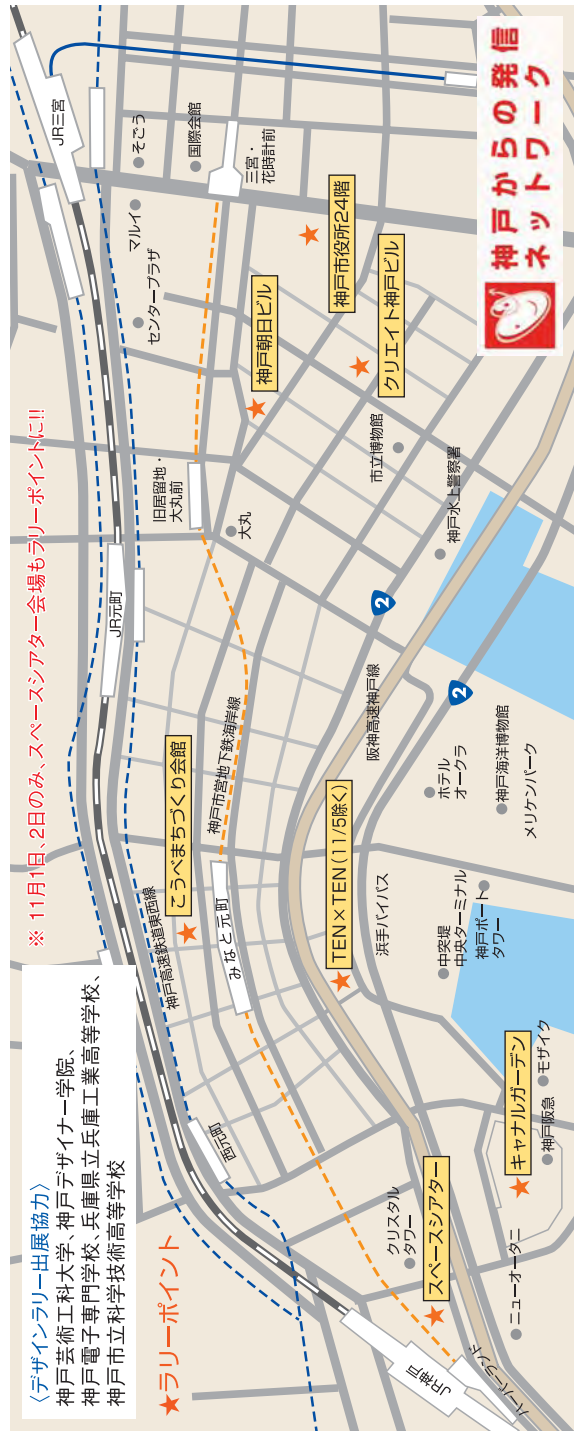 〈デザインラリー出展協力〉
神戸芸術工科大学、神戸デザイナー学院、
神戸電子専門学校、兵庫県立兵庫工業高等学校、
神戸市立科学技術高等学校
※ 11月1日、2日のみ、スペースシアター会場もラリーポイントに!!
★ラリーポイント
JR神戸
ハーバーランド
西元町
神戸高速鉄道東西線
こうべまちづくり会館
みなと元町
神戸市営地下鉄海岸線
JR元町
旧居留地・
大丸前
大丸
センタープラザ
マルイ
そごう
JR三宮
国際会館
三宮・
花時計前
神戸朝日ビル
神戸市役所24階
クリエイト神戸ビル
市立博物館
神戸水上警察署
2
2
阪神高速神戸線
TEN×TEN(11/5除く)
浜手バイパス
ホテル
オークラ
神戸海洋博物館
メリケンパーク
中突堤
中央ターミナル
神戸ポート
タワー
クリスタル
タワー
スペースシアター
キャナルガーデン
モザイク
神戸阪急
ニューオータニ
神戸からの発信
ネットワーク